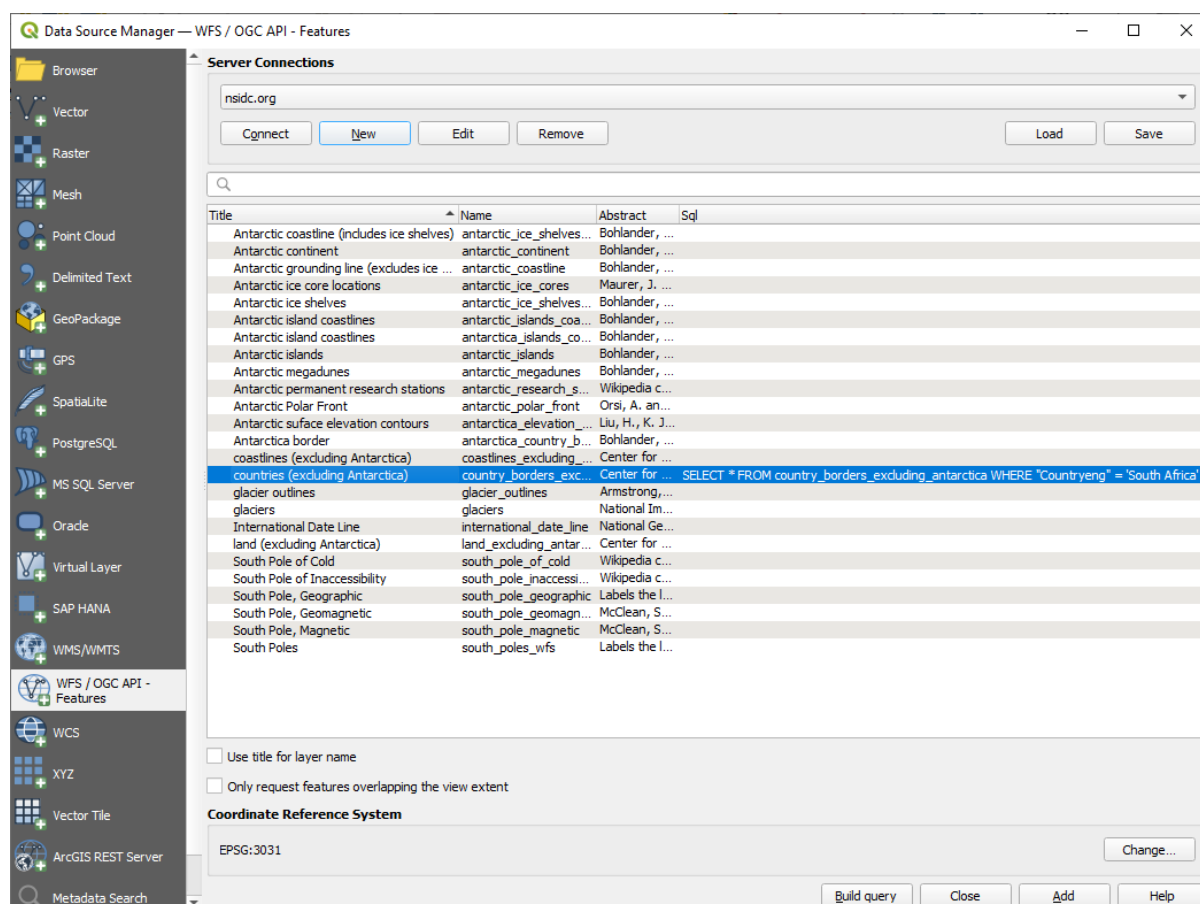 Data Source Manager — WFS / OGC API - Features
Browser
Vector
Raster
Mesh
Point Cloud
Delimited Text
GeoPackage
GPS
SpatiaLite
PostgreSQL
MS SQL Server
Oracle
Virtual Layer
SAP HANA
WMS/WMTS
WFS / OGC API -
Features
WCS
XYZ
Vector Tile
ArcGIS REST Server
Metadata Search
Server Connections
nsidc.org
Connect New Edit Remove Load Save
Title Name Abstract Sql
Antarctic coastline (includes ice shelves) antarctic_ice_shelves... Bohlander, ...
Antarctic continent antarctic_continent Bohlander, ...
Antarctic grounding line (excludes ice ... antarctic_coastline Bohlander, ...
Antarctic ice core locations antarctic_ice_cores Maurer, J. ...
Antarctic ice shelves antarctic_ice_shelves... Bohlander, ...
Antarctic island coastlines antarctic_islands_coa... Bohlander, ...
Antarctic island coastlines antarctica_islands_co... Bohlander, ...
Antarctic islands antarctic_islands Bohlander, ...
Antarctic megadunes antarctic_megadunes Bohlander, ...
Antarctic permanent research stations antarctic_research_s... Wikipedia c...
Antarctic Polar Front antarctic_polar_front Orsi, A. an...
Antarctic suface elevation contours antarctica_elevation_... Liu, H., K. J...
Antarctica border antarctica_country_b... Bohlander, ...
coastlines (excluding Antarctica) coastlines_excluding_... Center for ...
countries (excluding Antarctica) country_borders_exc... Center for ... SELECT * FROM country_borders_excluding_antarctica WHERE "Countryeng" = 'South Africa'
glacier outlines glacier_outlines Armstrong,...
glaciers glaciers National Im...
International Date Line international_date_line National Ge...
land (excluding Antarctica) land_excluding_antar... Center for ...
South Pole of Cold south_pole_of_cold Wikipedia c...
South Pole of Inaccessibility south_pole_inaccessi... Wikipedia c...
South Pole, Geographic south_pole_geographic Labels the l...
South Pole, Geomagnetic south_pole_geomagn... McClean, S...
South Pole, Magnetic south_pole_magnetic McClean, S...
South Poles south_poles_wfs Labels the l...
Use title for layer name
Only request features overlapping the view extent
Coordinate Reference System
EPSG:3031 Change...
Build query Close Add Help